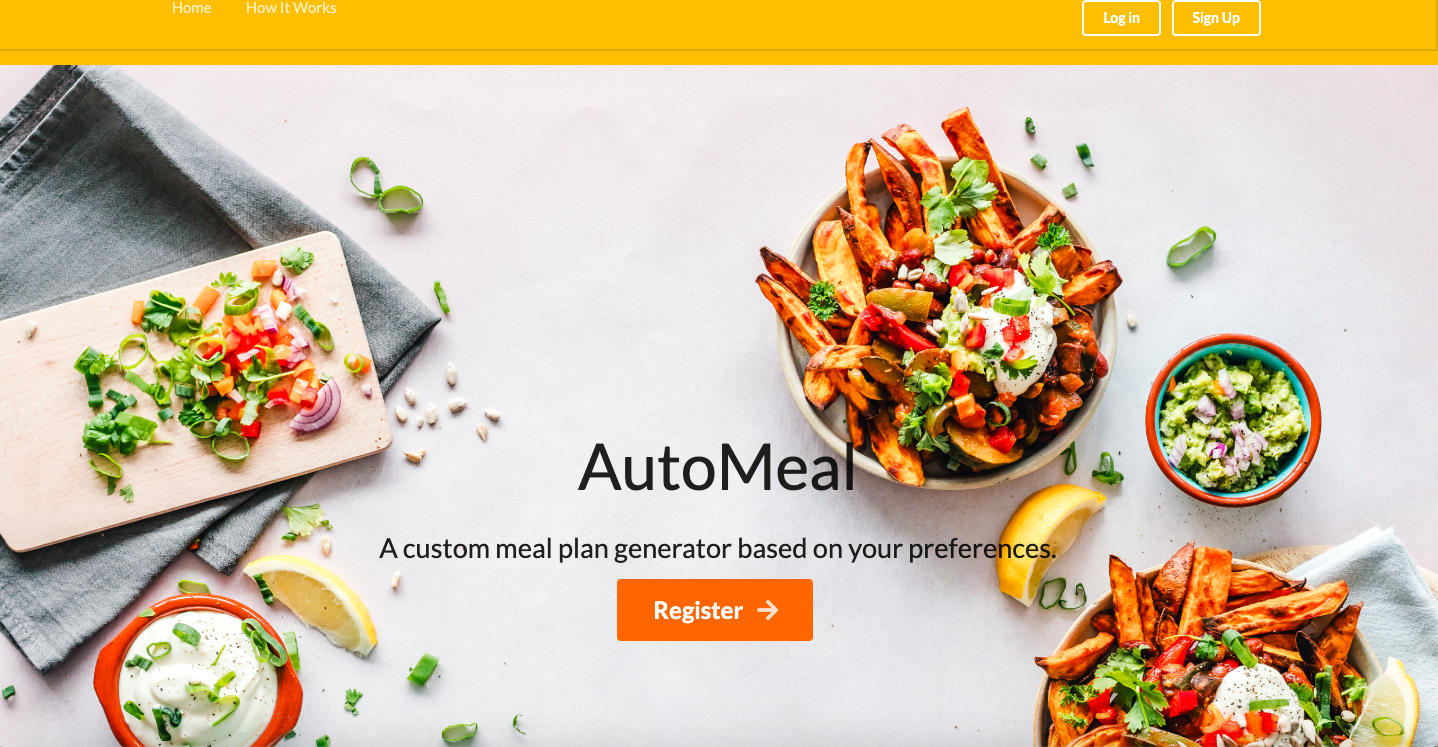 Home How It Works Log in Sign Up
AutoMeal
A custom meal plan generator based on your preferences.
Register